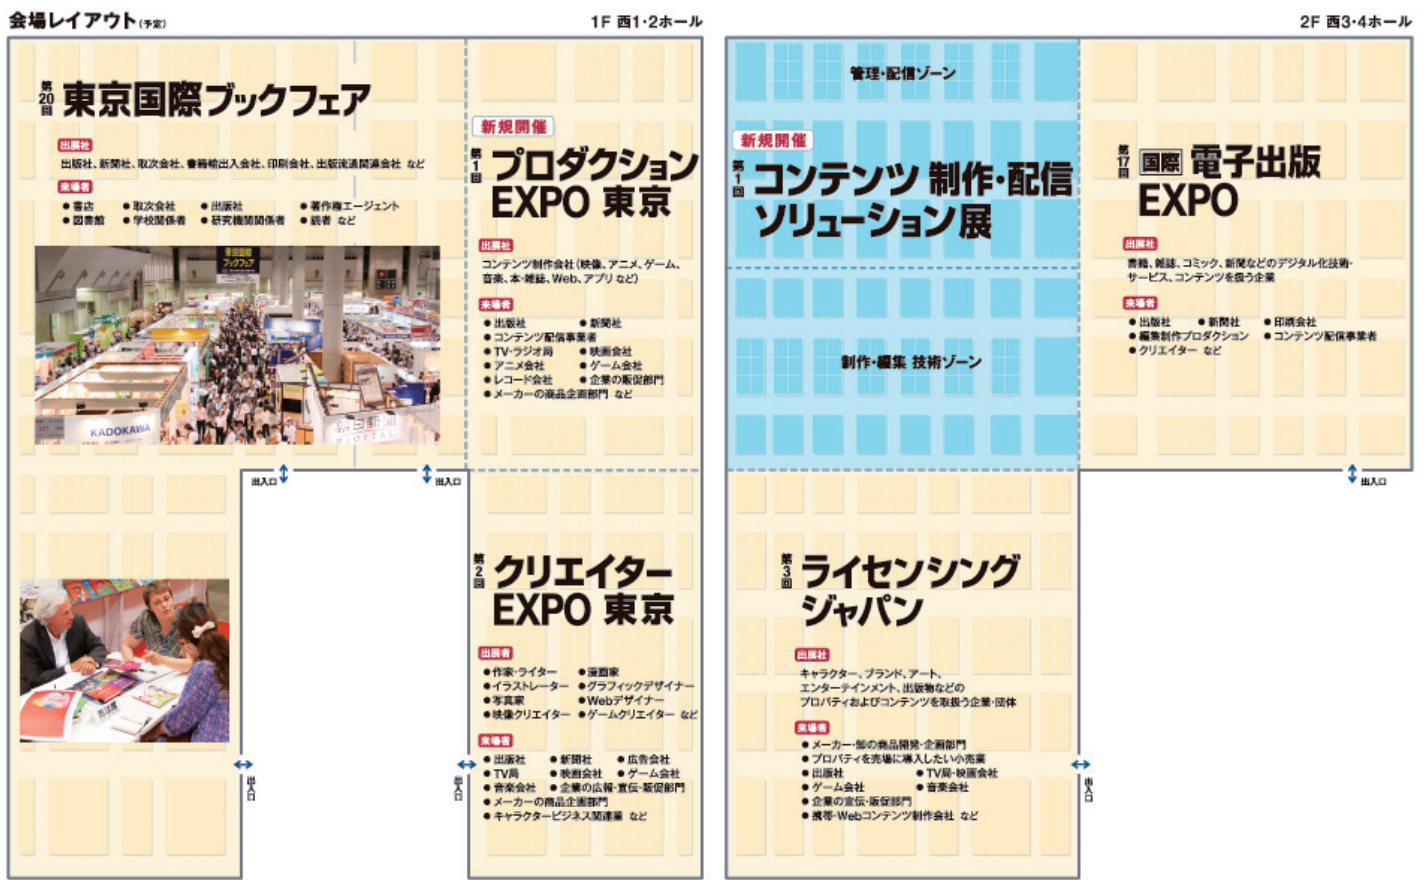 会場レイアウト(予定)
1F 西1・2ホール
第20回 東京国際ブックフェア
出展社
出版社、新聞社、取次会社、書籍輸出入会社、印刷会社、出版流通関連会社 など
来場者
●書店 ●取次会社 ●出版社 ●著作権エージェント
●図書館 ●学校関係者 ●研究機関関係者 ●読者 など
東京国際
ブックフェア
KADOKAWA
DIGITAL
出入口
出入口
出入口
新規開催
第1回 プロダクション
EXPO 東京
出展社
コンテンツ制作会社(映像、アニメ、ゲーム、
音楽、本・雑誌、Web、アプリ など)
来場者
●出版社 ●新聞社
●コンテンツ配信事業者
●TV・ラジオ局 ●映画会社
●アニメ会社 ●ゲーム会社
●レコード会社 ●企業の販促部門
●メーカーの商品企画部門 など
第2回 クリエイター
EXPO 東京
出展者
●作家・ライター ●漫画家
●イラストレーター ●グラフィックデザイナー
●写真家 ●Webデザイナー
●映像クリエイター ●ゲームクリエイター など
来場者
●出版社 ●新聞社 ●広告会社
●TV局 ●映画会社 ●ゲーム会社
●音楽会社 ●企業の広報・宣伝・販促部門
●メーカーの商品企画部門
●キャラクタービジネス関連業 など
出入口
2F 西3・4ホール
管理・配信ゾーン
新規開催
第1回 コンテンツ 制作・配信
ソリューション展
制作・編集 技術ゾーン
第17回 国際 電子出版
EXPO
出展社
書籍、雑誌、コミック、新聞などのデジタル化技術・
サービス、コンテンツを扱う企業
来場者
●出版社 ●新聞社 ●印刷会社
●編集制作プロダクション ●コンテンツ配信事業者
●クリエイター など
出入口
第3回 ライセンシング
ジャパン
出展社
キャラクター、ブランド、アート、
エンターテインメント、出版物などの
プロパティおよびコンテンツを取扱う企業・団体
来場者
●メーカー・卸の商品開発・企画部門
●プロパティを売場に導入したい小売業
●出版社 ●TV局・映画会社
●ゲーム会社 ●音楽会社
●企業の宣伝・販促部門
●携帯・Webコンテンツ制作会社 など
出入口